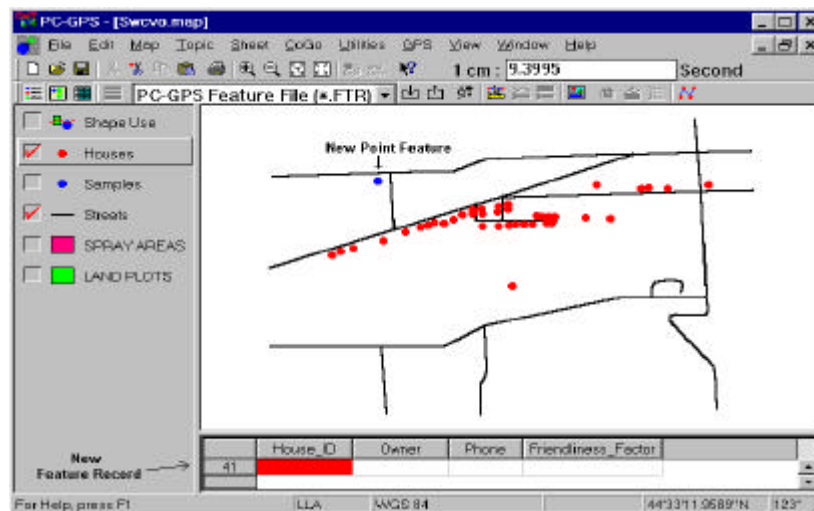 PC-GPS - [Swcvo.map]
File Edit Map Topic Sheet CoGo Utilities GPS View Window Help
1 cm : 9.3995 Second
PC-GPS Feature File (*.FTR)
Shape Use
Houses
Samples
Streets
SPRAY AREAS
LAND PLOTS
New Point Feature
New
Feature Record
House_ID Owner Phone Friendliness_Factor
41
For Help, press F1 LLA WGS 84 44°33'11.9589"N 123°